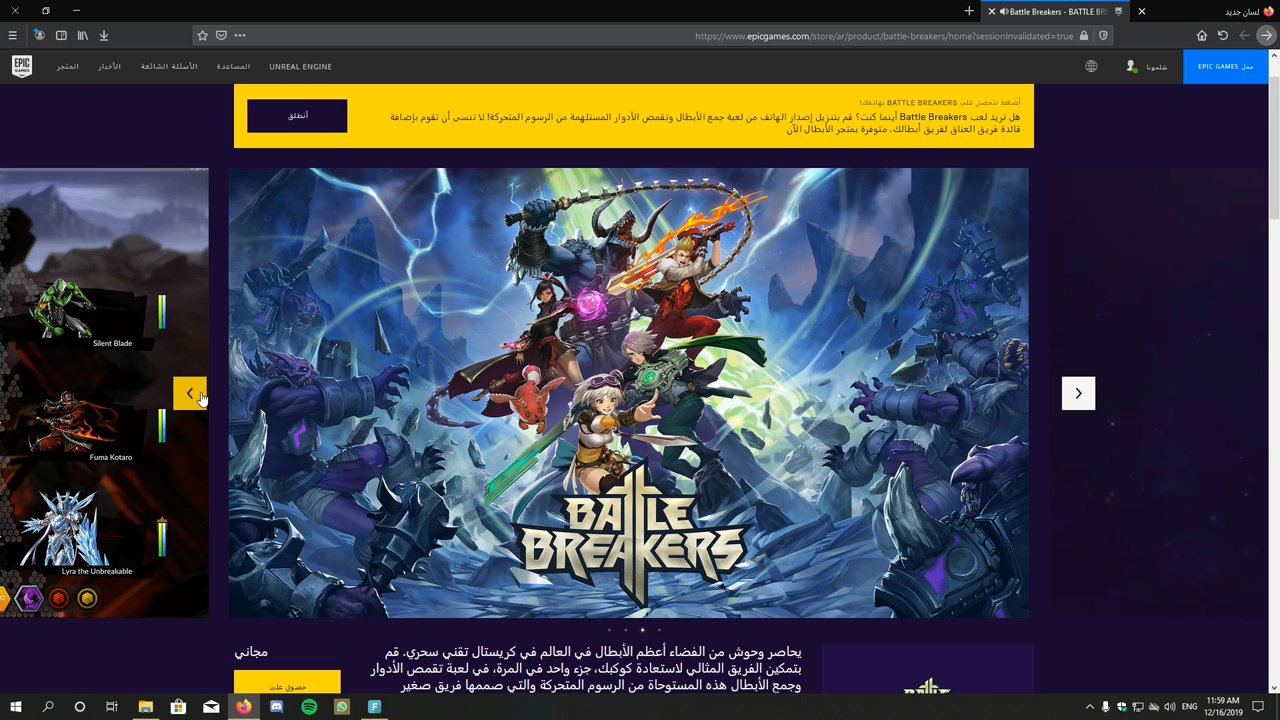 لسان جديد
Battle Breakers - BATTLE BR
https://www.epicgames.com/store/ar/product/battle-breakers/home?sessionInvalidated=true
EPIC GAMES
المتجر
الأخبار
الأسئلة الشائعة
المساعدة
UNREAL ENGINE
شلمونا
حمل EPIC GAMES
أضغط لتحصل على BATTLE BREAKERS بهاتفك!
هل تريد لعب Battle Breakers أينما كنت؟ قم بتنزيل إصدار الهاتف من لعبة جمع الأبطال وتقمص الأدوار المستلهمة من الرسوم المتحركة! لا تنسى أن تقوم بإضافة
قائدة فريق العناق لفريق أبطالك، متوفرة بمتجر الأبطال الآن
أنطلق
Silent Blade
Fuma Kotaro
Lyra the Unbreakable
BATTLE
BREAKERS
مجاني
حصول على
يحاصر وحوش من الفضاء أعظم الأبطال في العالم في كريستال تقني سحري. قم
بتمكين الفريق المثالي لاستعادة كوكبك، جزء واحد في المرة، في لعبة تقمص الأدوار
وجمع الأبطال هذه المستوحاة من الرسوم المتحركة والتي صممها فريق صغير
ENG
11:59 AM
12/16/2019